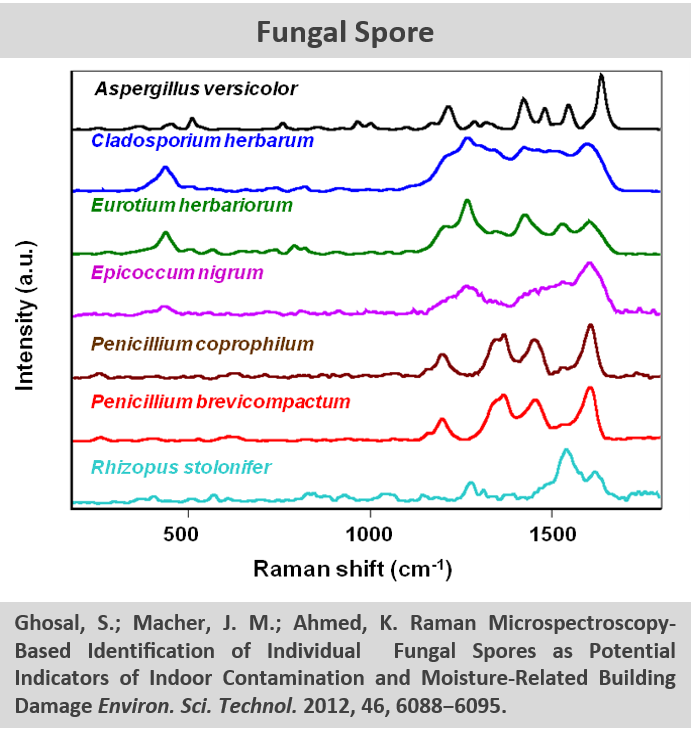 Fungal Spore
Aspergillus versicolor
Cladosporium herbarum
Eurotium herbariorum
Epicoccum nigrum
Penicillium coprophilum
Penicillium brevicompactum
Rhizopus stolonifer
Intensity (a.u.)
500 1000 1500
Raman shift (cm⁻¹)
Ghosal, S.; Macher, J. M.; Ahmed, K. Raman Microspectroscopy-
Based Identification of Individual Fungal Spores as Potential
Indicators of Indoor Contamination and Moisture-Related Building
Damage Environ. Sci. Technol. 2012, 46, 6088−6095.